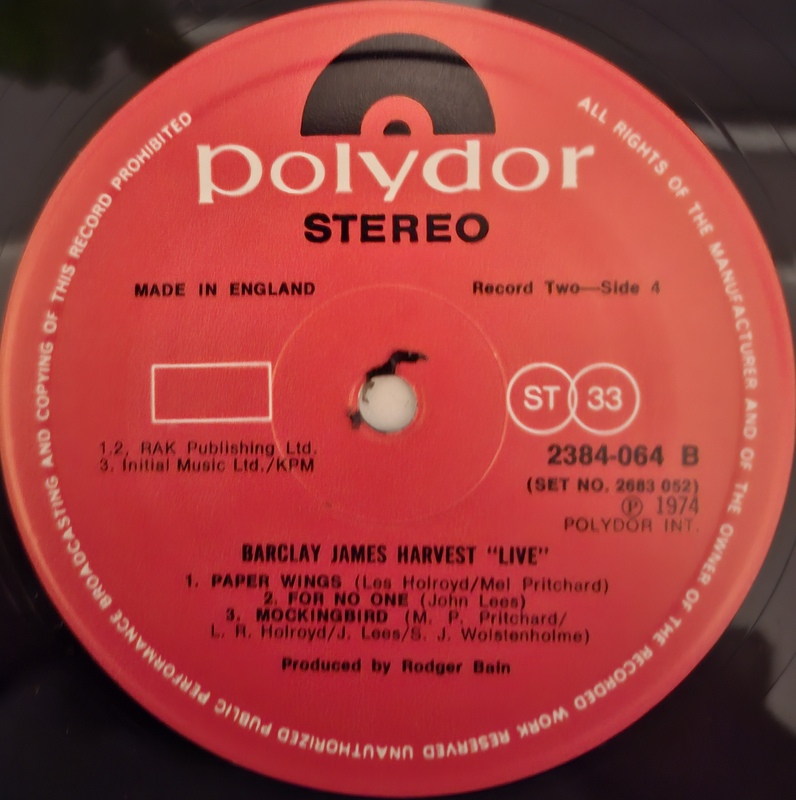 polydor
STEREO
MADE IN ENGLAND
Record Two—Side 4
ST 33
1,2, RAK Publishing Ltd.
3. Initial Music Ltd./KPM
2384-064 B
(SET NO. 2683 052)
Ⓟ 1974
POLYDOR INT.
BARCLAY JAMES HARVEST "LIVE"
1. PAPER WINGS (Les Holroyd/Mel Pritchard)
2. FOR NO ONE (John Lees)
3. MOCKINGBIRD (M. P. Pritchard/
L. R. Holroyd/J. Lees/S. J. Wolstenholme)
Produced by Rodger Bain
ALL RIGHTS OF THE MANUFACTURER AND OF THE OWNER OF THE RECORDED WORK RESERVED UNAUTHORIZED PUBLIC PERFORMANCE BROADCASTING AND COPYING OF THIS RECORD PROHIBITED